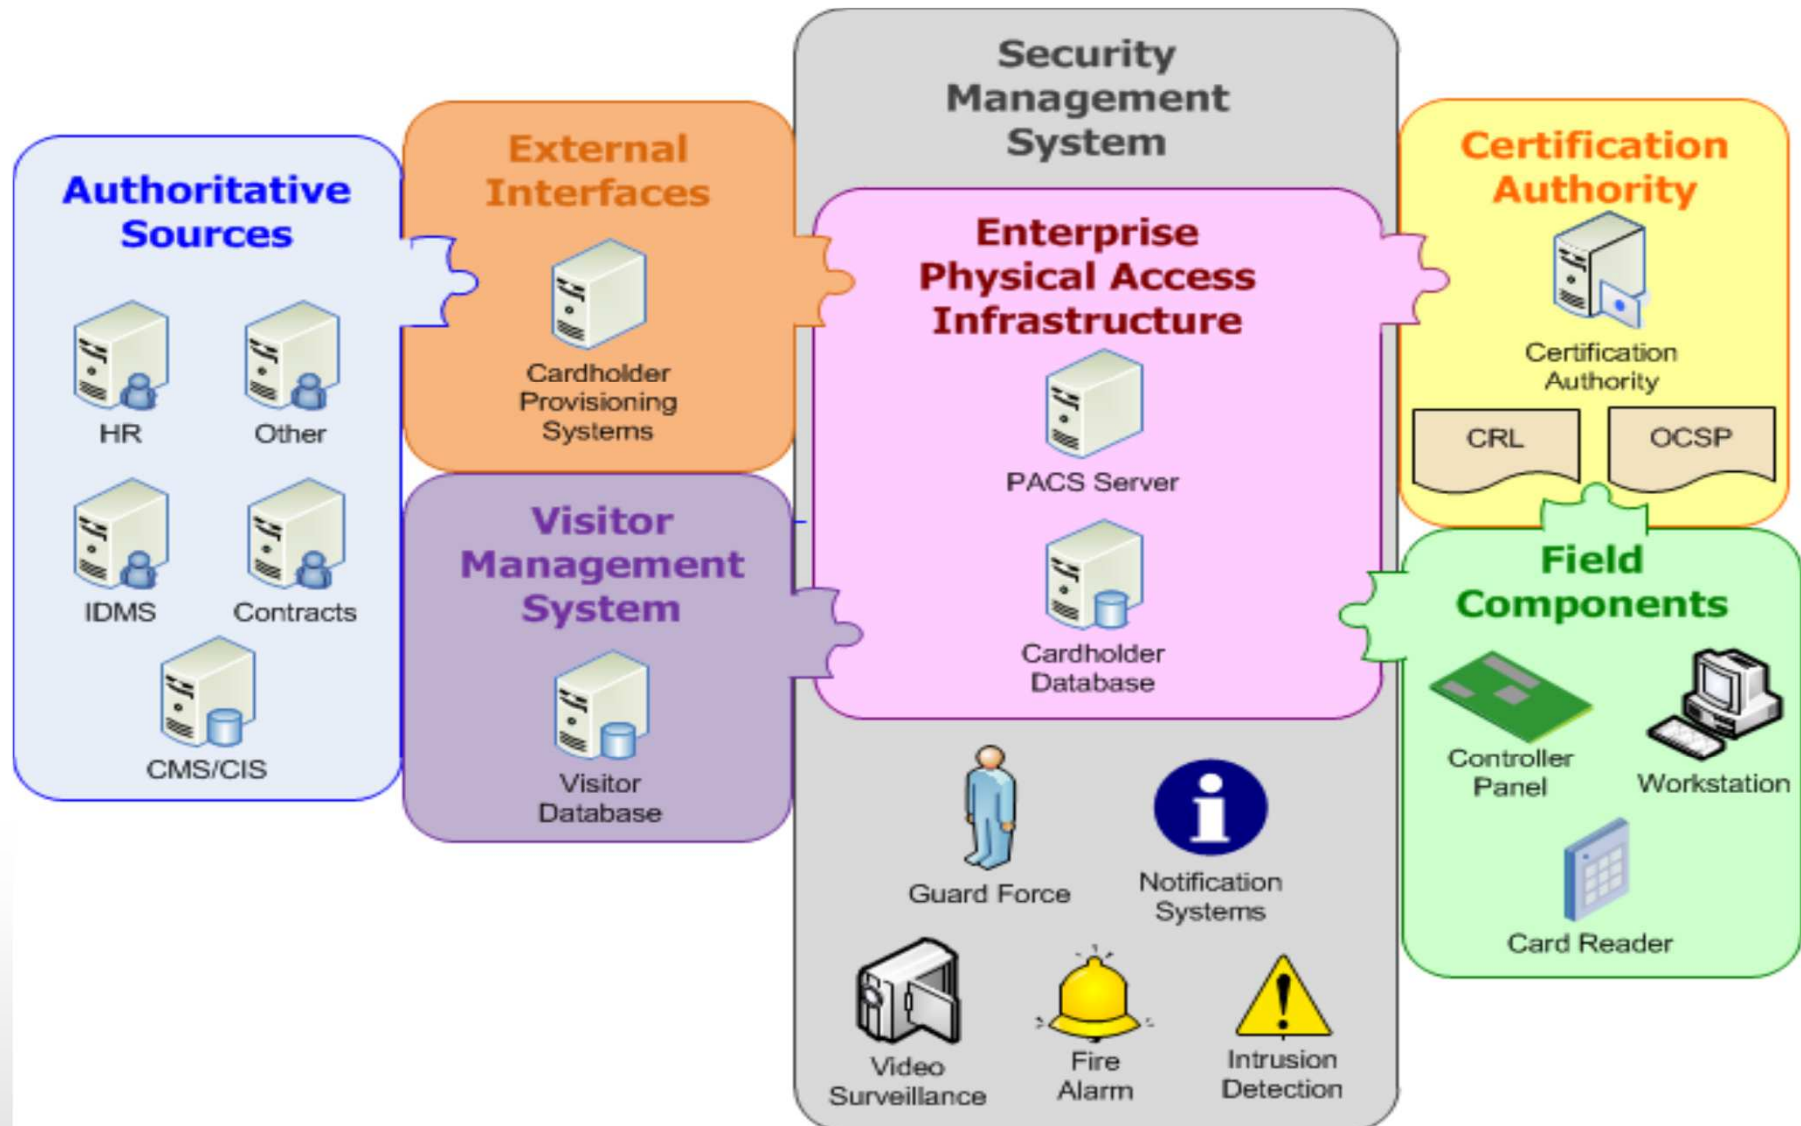 Authoritative
Sources
HR
Other
IDMS
Contracts
CMS/CIS
External
Interfaces
Cardholder
Provisioning
Systems
Visitor
Management
System
Visitor
Database
Security
Management
System
Enterprise
Physical Access
Infrastructure
PACS Server
Cardholder
Database
Guard Force
Notification
Systems
Video
Surveillance
Fire
Alarm
Intrusion
Detection
Certification
Authority
Certification
Authority
CRL
OCSP
Field
Components
Controller
Panel
Workstation
Card Reader